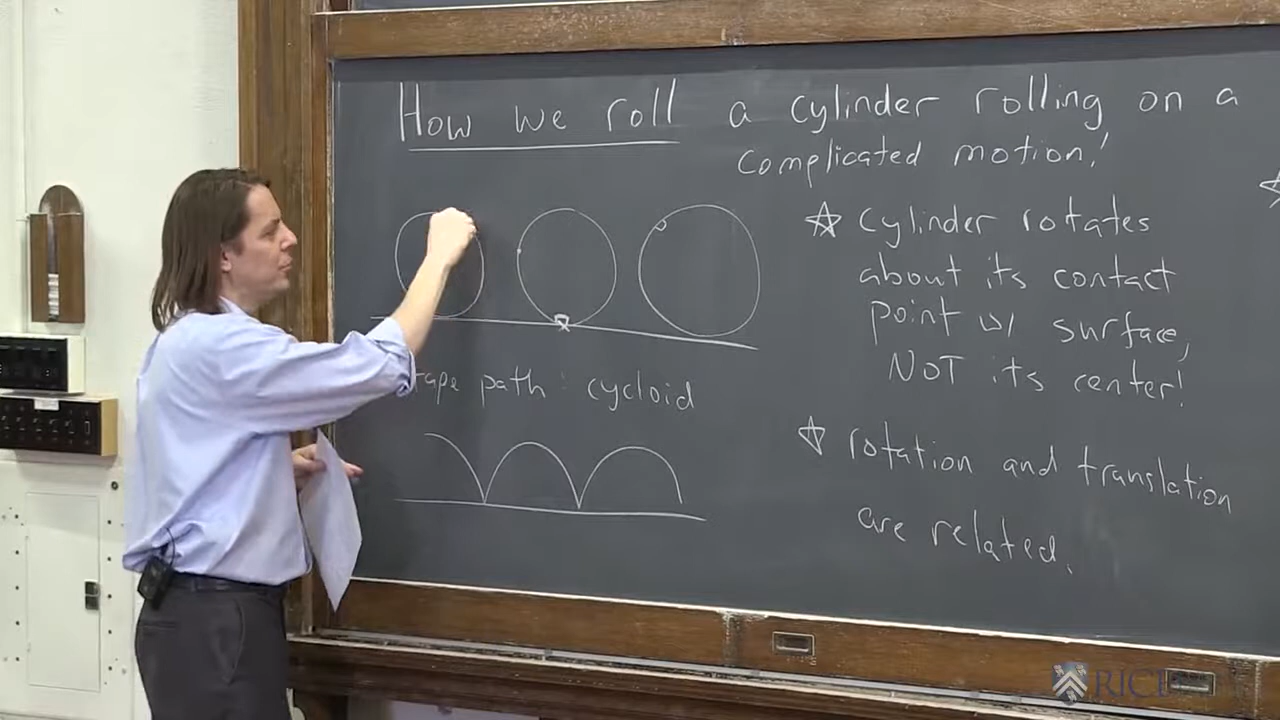 How we roll a cylinder rolling on a
complicated motion!
☆ cylinder rotates
about its contact
point w/ surface,
NOT its center!
tape path: cycloid
☆ rotation and translation
are related.
RICE